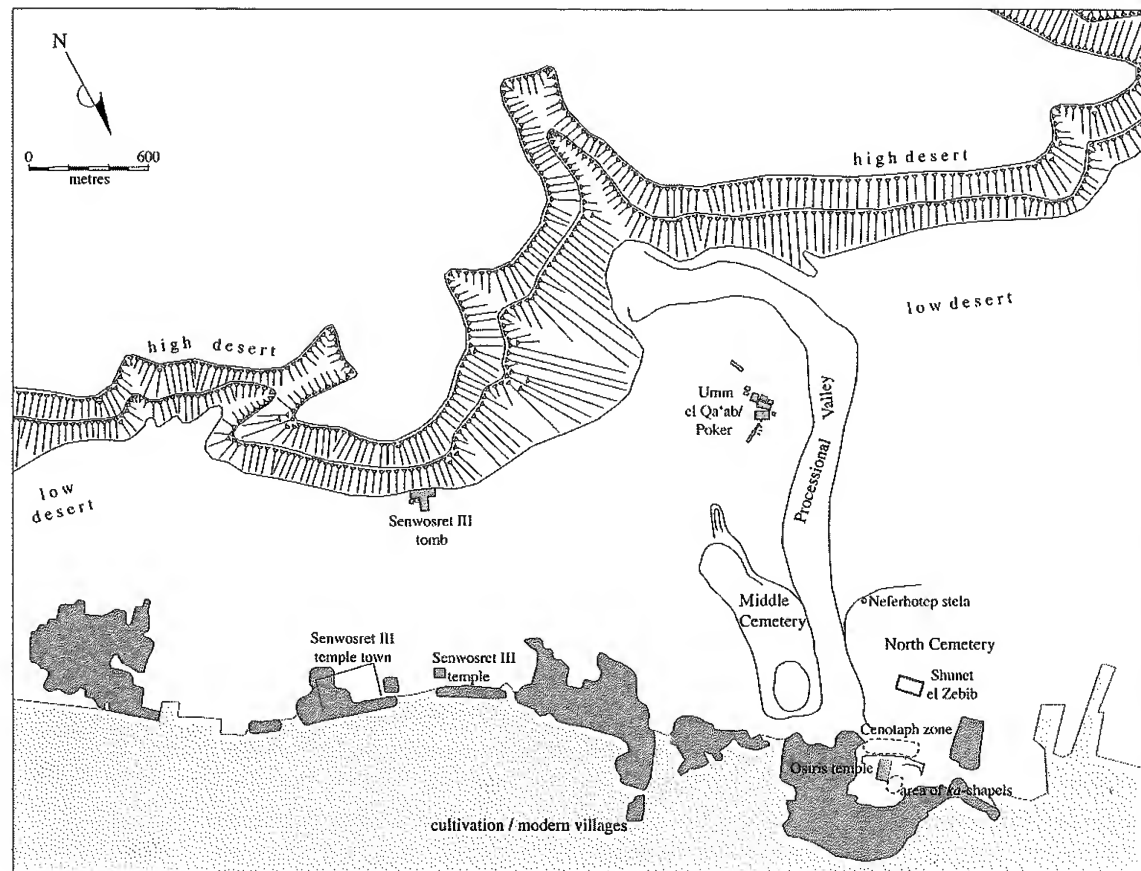 N
0 600
metres
high desert
low desert
high desert
Umm
el Qa'ab/
Poker
Processional Valley
low
desert
Senwosret III
tomb
Middle
Cemetery
Neferhotep stela
North Cemetery
Senwosret III
temple town
Senwosret III
temple
Shunet
el Zebib
Cenotaph zone
Osiris temple
area of ka-shapels
cultivation / modern villages